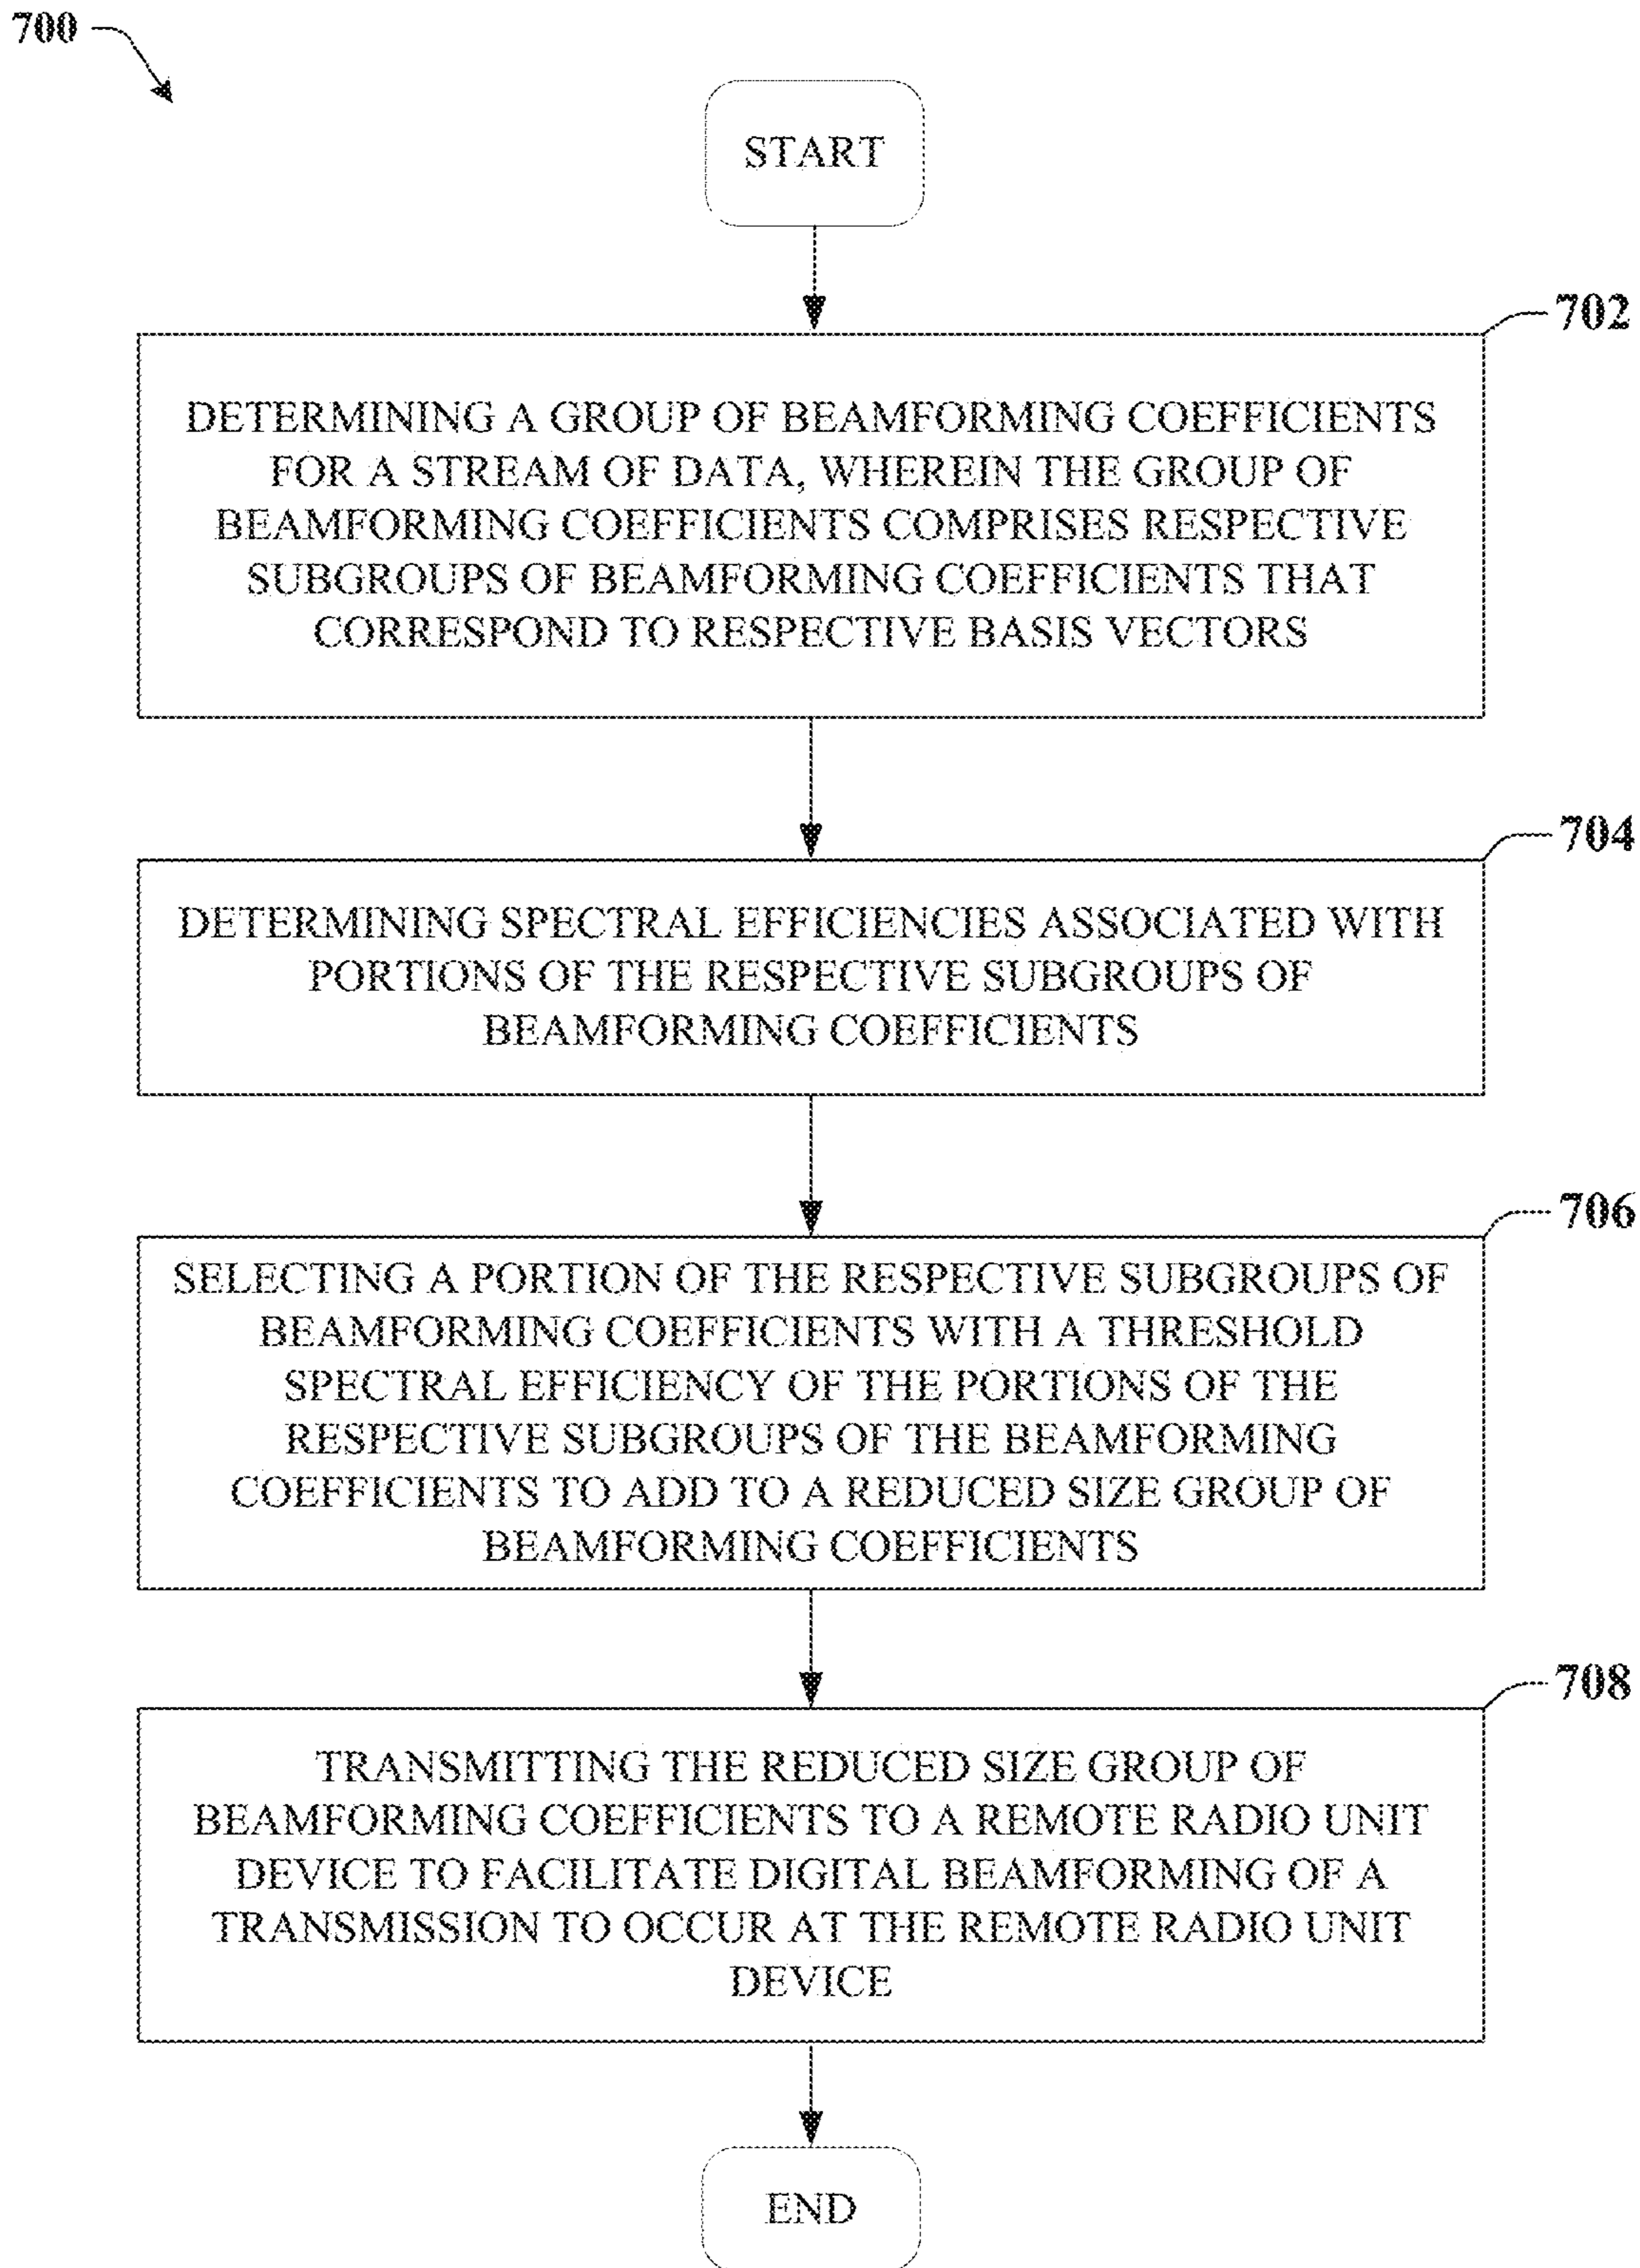 700
START
702
DETERMINING A GROUP OF BEAMFORMING COEFFICIENTS
FOR A STREAM OF DATA, WHEREIN THE GROUP OF
BEAMFORMING COEFFICIENTS COMPRISES RESPECTIVE
SUBGROUPS OF BEAMFORMING COEFFICIENTS THAT
CORRESPOND TO RESPECTIVE BASIS VECTORS
704
DETERMINING SPECTRAL EFFICIENCIES ASSOCIATED WITH
PORTIONS OF THE RESPECTIVE SUBGROUPS OF
BEAMFORMING COEFFICIENTS
706
SELECTING A PORTION OF THE RESPECTIVE SUBGROUPS OF
BEAMFORMING COEFFICIENTS WITH A THRESHOLD
SPECTRAL EFFICIENCY OF THE PORTIONS OF THE
RESPECTIVE SUBGROUPS OF THE BEAMFORMING
COEFFICIENTS TO ADD TO A REDUCED SIZE GROUP OF
BEAMFORMING COEFFICIENTS
708
TRANSMITTING THE REDUCED SIZE GROUP OF
BEAMFORMING COEFFICIENTS TO A REMOTE RADIO UNIT
DEVICE TO FACILITATE DIGITAL BEAMFORMING OF A
TRANSMISSION TO OCCUR AT THE REMOTE RADIO UNIT
DEVICE
END